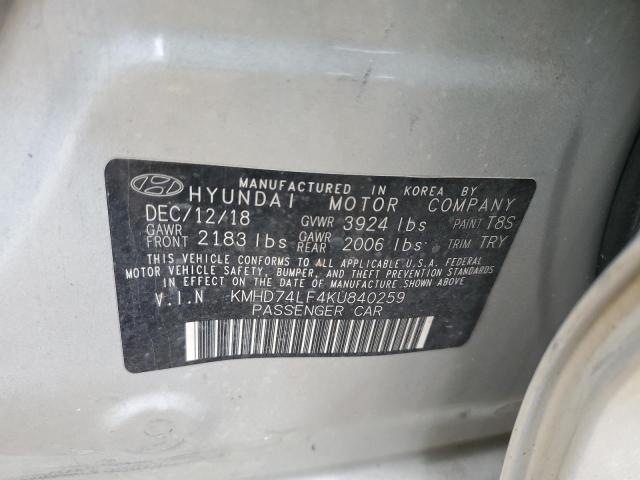 MANUFACTURED IN KOREA BY
HYUNDAI MOTOR COMPANY
DEC/12/18 GVWR 3924 lbs PAINT T8S
GAWR FRONT 2183 lbs GAWR REAR 2006 lbs TRIM TRY
THIS VEHICLE CONFORMS TO ALL APPLICABLE U.S.A. FEDERAL
MOTOR VEHICLE SAFETY, BUMPER, AND THEFT PREVENTION STANDARDS
IN EFFECT ON THE DATE OF MANUFACTURE SHOWN ABOVE.
V.I.N KMHD74LF4KU840259
PASSENGER CAR